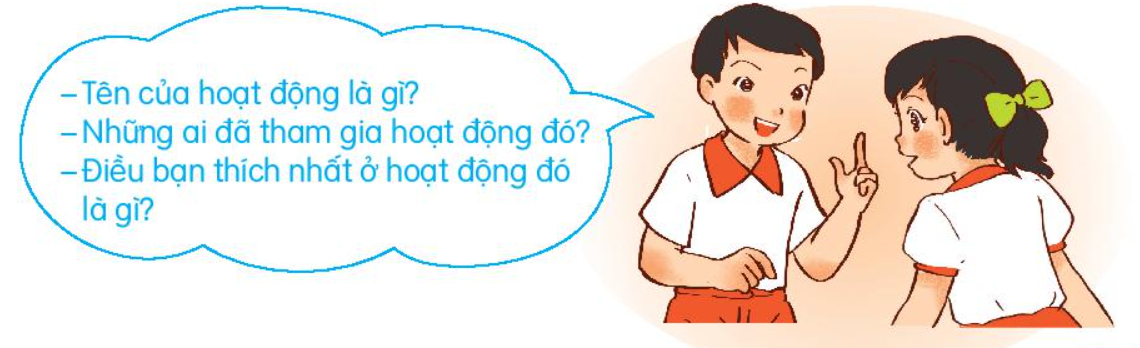 – Tên của hoạt động là gì?
– Những ai đã tham gia hoạt động đó?
– Điều bạn thích nhất ở hoạt động đó
là gì?